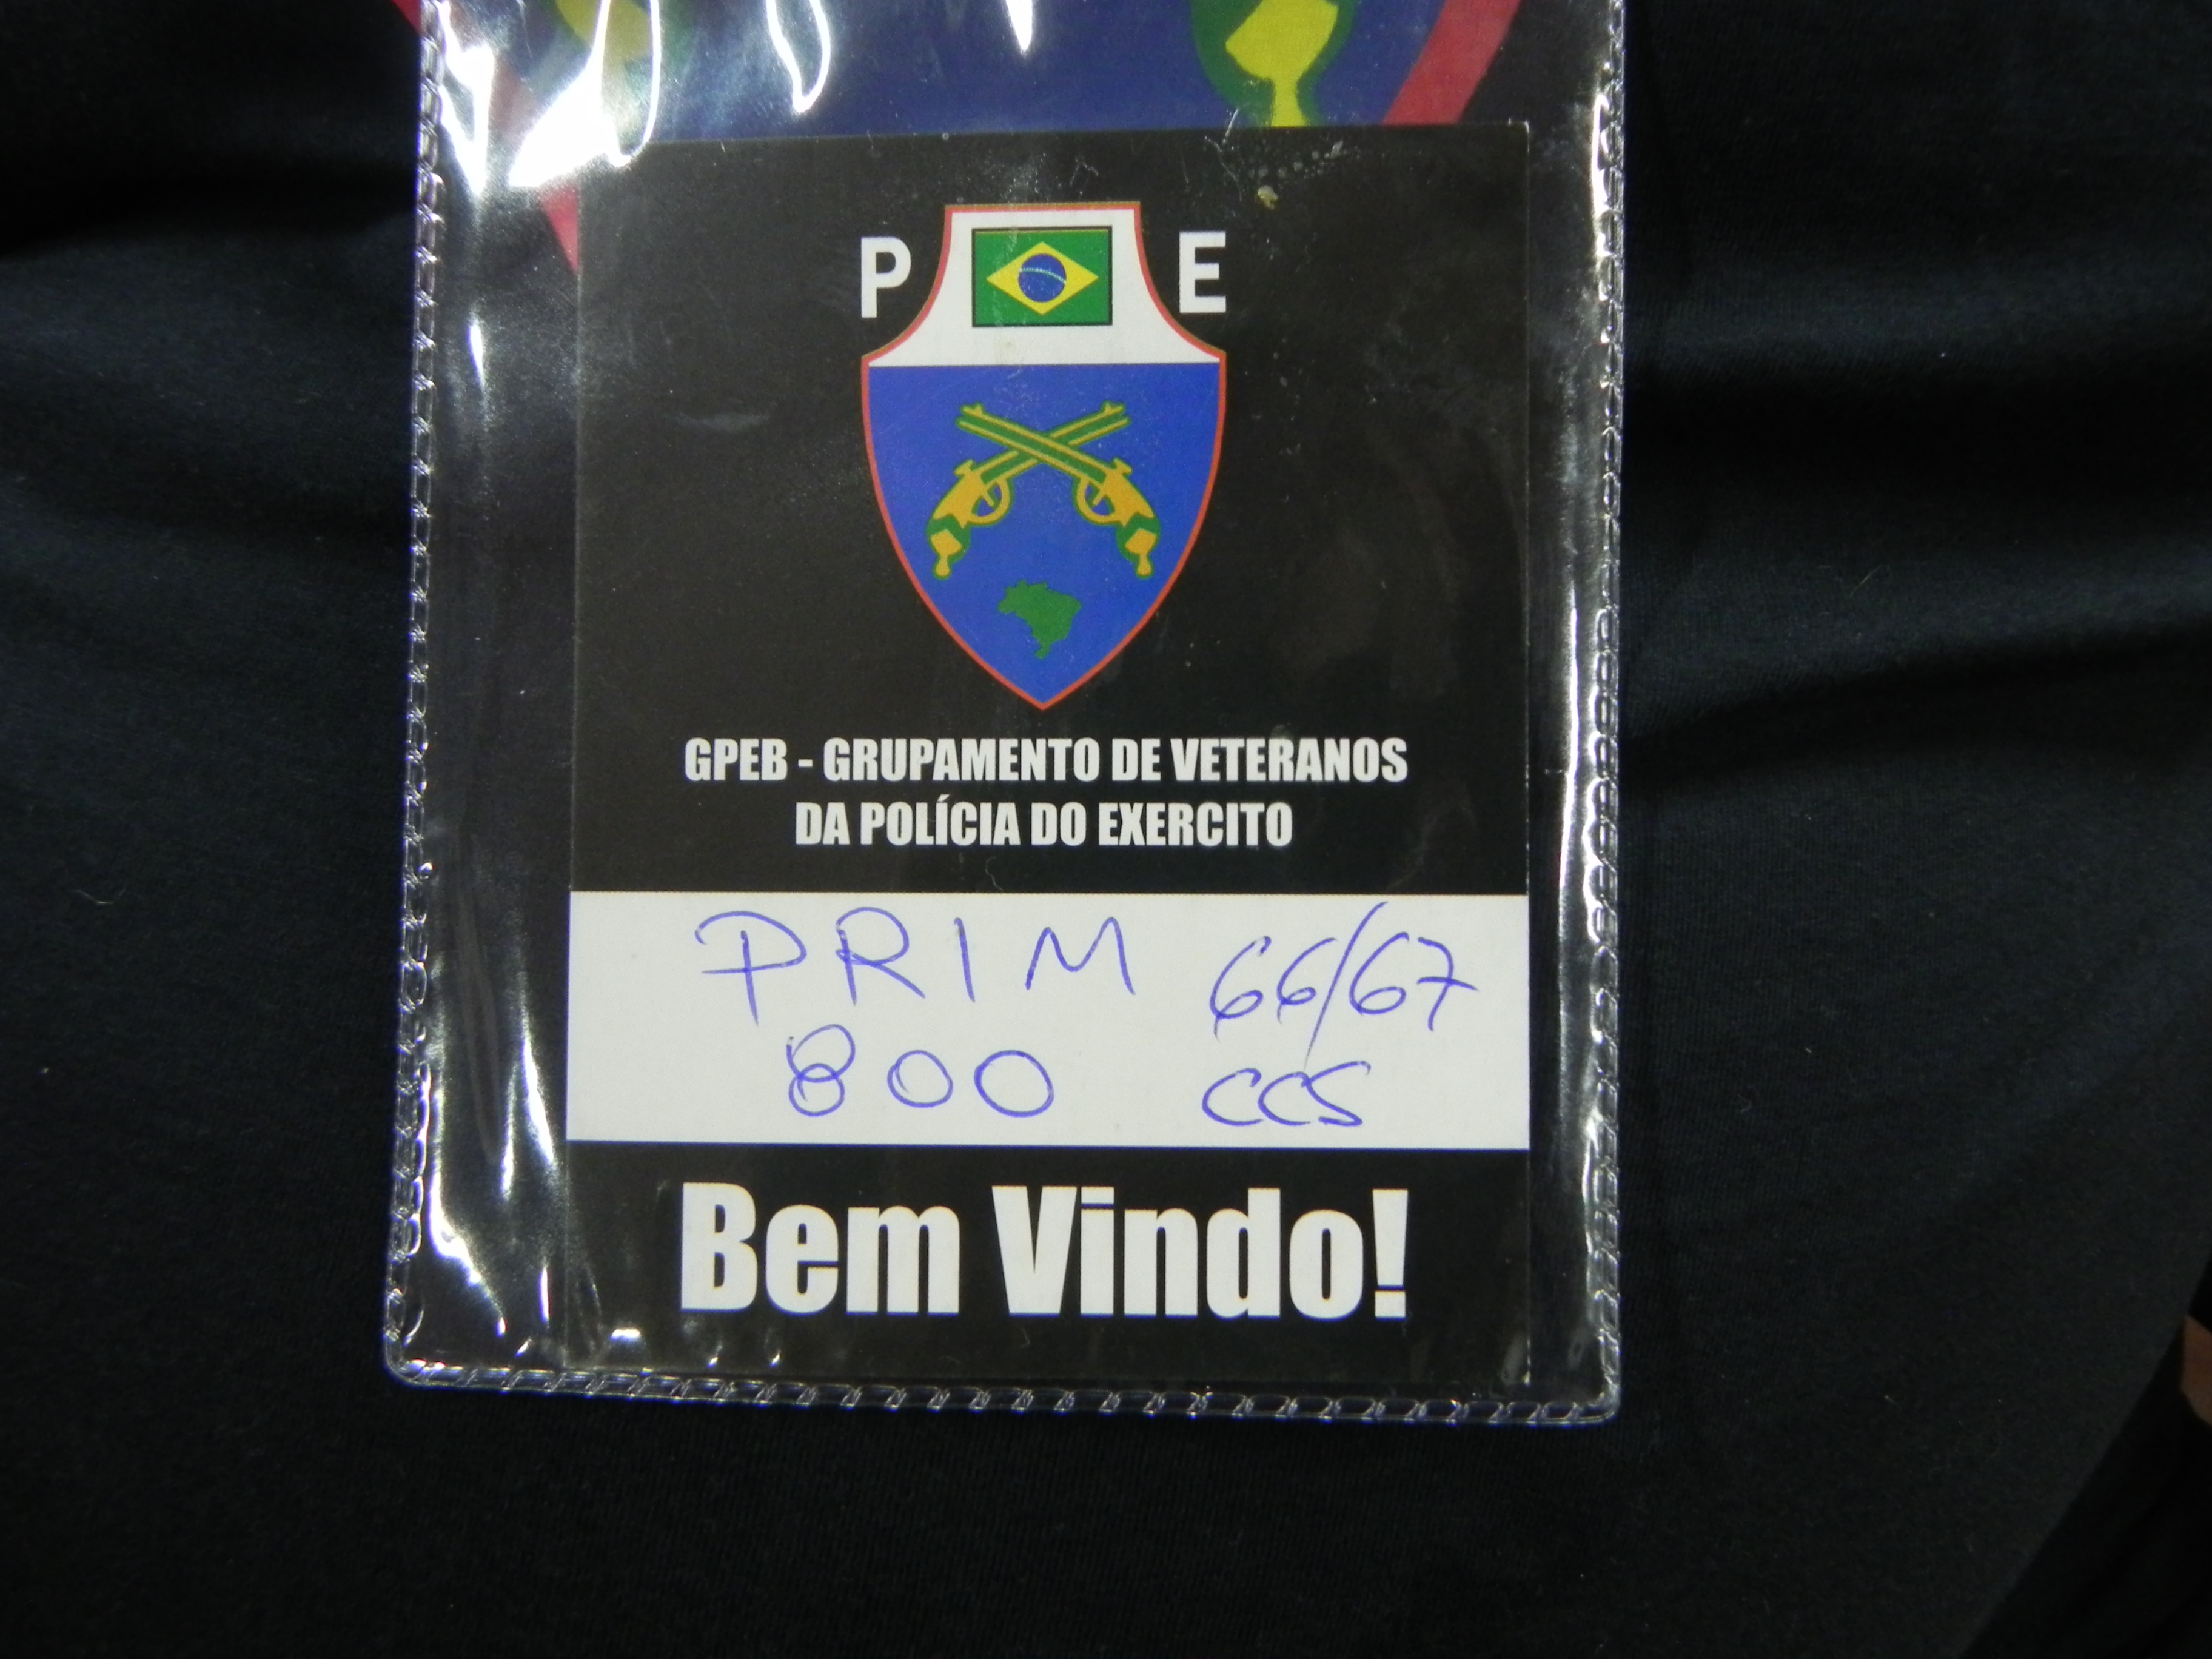 P E
GPEB - GRUPAMENTO DE VETERANOS
DA POLÍCIA DO EXERCITO
PRIM 66/67
800 CCS
Bem Vindo!